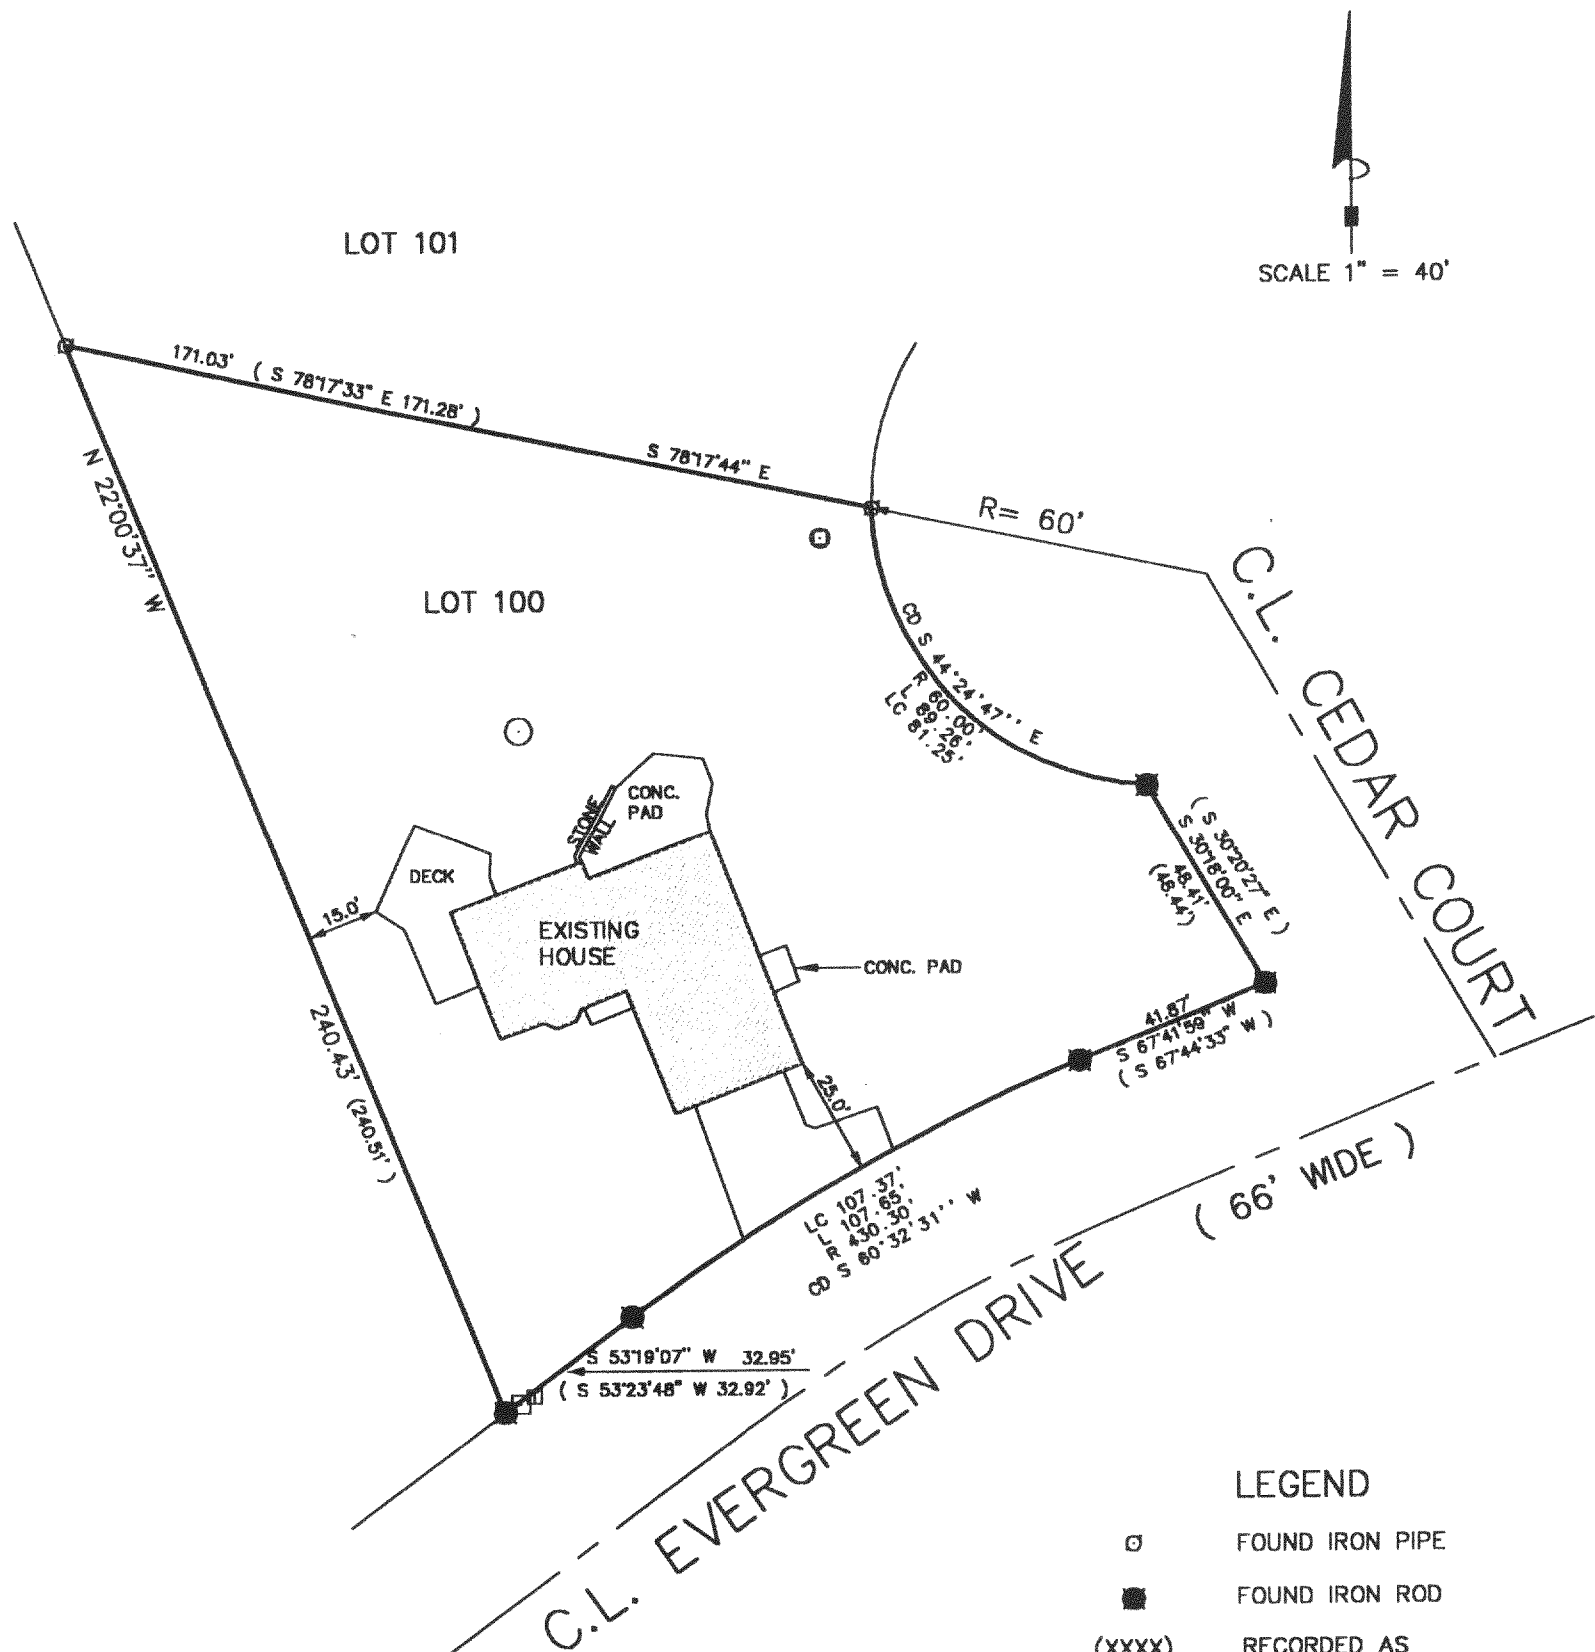 LOT 101
SCALE 1" = 40'
171.03' ( S 78°17'33" E 171.28' )
S 78°17'44" E
N 22°00'37" W
R= 60'
C.L. CEDAR COURT
LOT 100
CD S 44°24'47'' E
R 60.00'
L 89.26'
LC 81.25'
STONE
WALL
CONC.
PAD
( S 30°20'27" E )
S 30°18'00" E
48.41'
(48.44')
DECK
15.0'
EXISTING
HOUSE
CONC. PAD
41.87'
S 67°41'59" W
( S 67°44'33" W )
240.43' (240.51' )
25.0'
( 66' WIDE )
LC 107.37'
L 107.65'
R 430.30'
CD S 60°32'31'' W
S 53°19'07" W 32.95'
( S 53°23'48" W 32.92' )
C.L. EVERGREEN DRIVE
LEGEND
FOUND IRON PIPE
FOUND IRON ROD
(XXXX) RECORDED AS